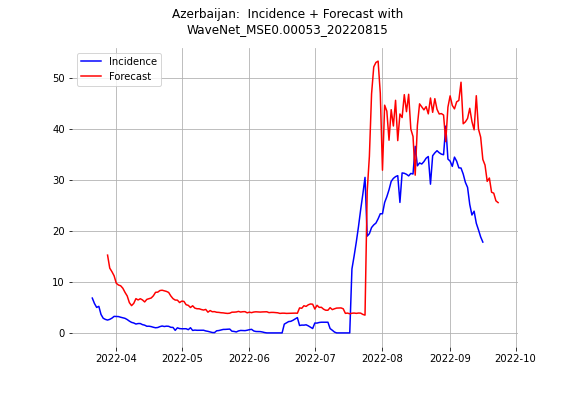 Azerbaijan:  Incidence + Forecast with
WaveNet_MSE0.00053_20220815
Incidence
Forecast
50
40
30
20
10
0
2022-04 2022-05 2022-06 2022-07 2022-08 2022-09 2022-10